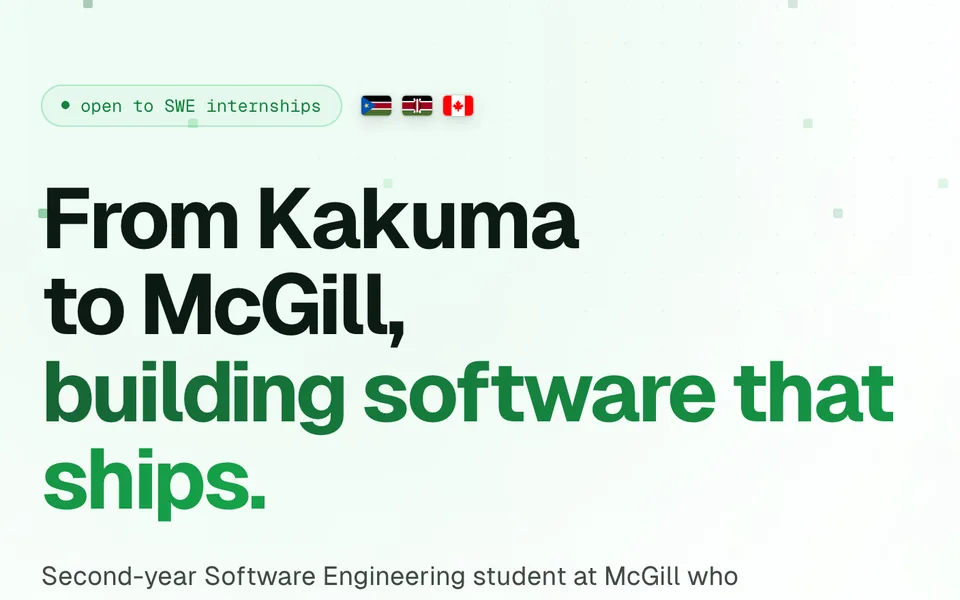 open to SWE internships
From Kakuma
to McGill,
building software that
ships.
Second-year Software Engineering student at McGill who